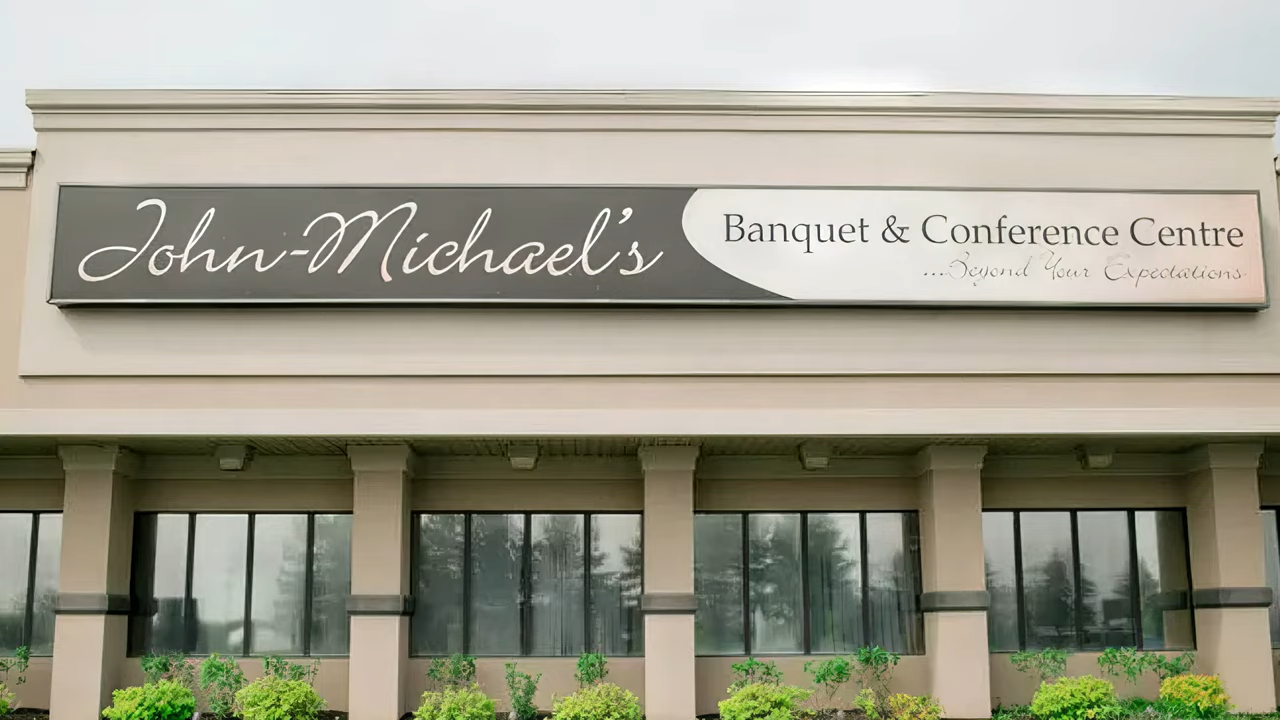 John-Michael's
Banquet & Conference Centre
...Beyond Your Expectations